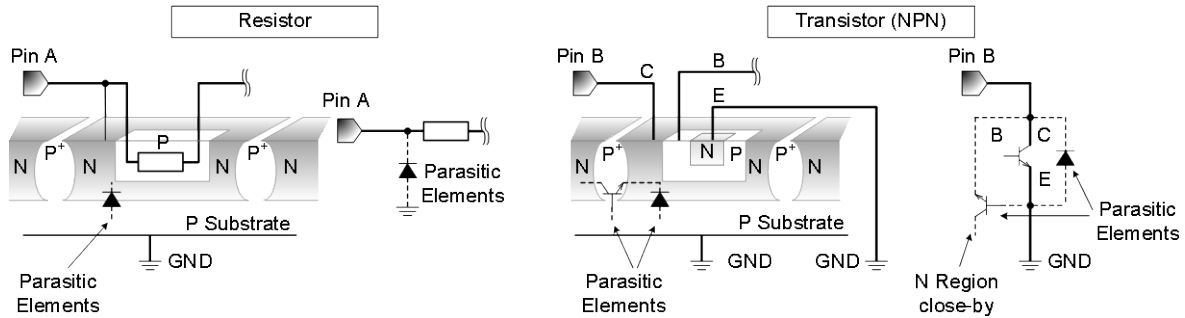 Resistor
Transistor (NPN)
Pin A
Pin B
C
B
E
Pin B
Pin A
N
P+
N
P
N
P+
N
Parasitic
Elements
P Substrate
GND
Parasitic
Elements
N
P+
N
N
P
N
P+
N
P Substrate
GND
GND
Parasitic
Elements
B
C
E
Parasitic
Elements
GND
N Region
close-by